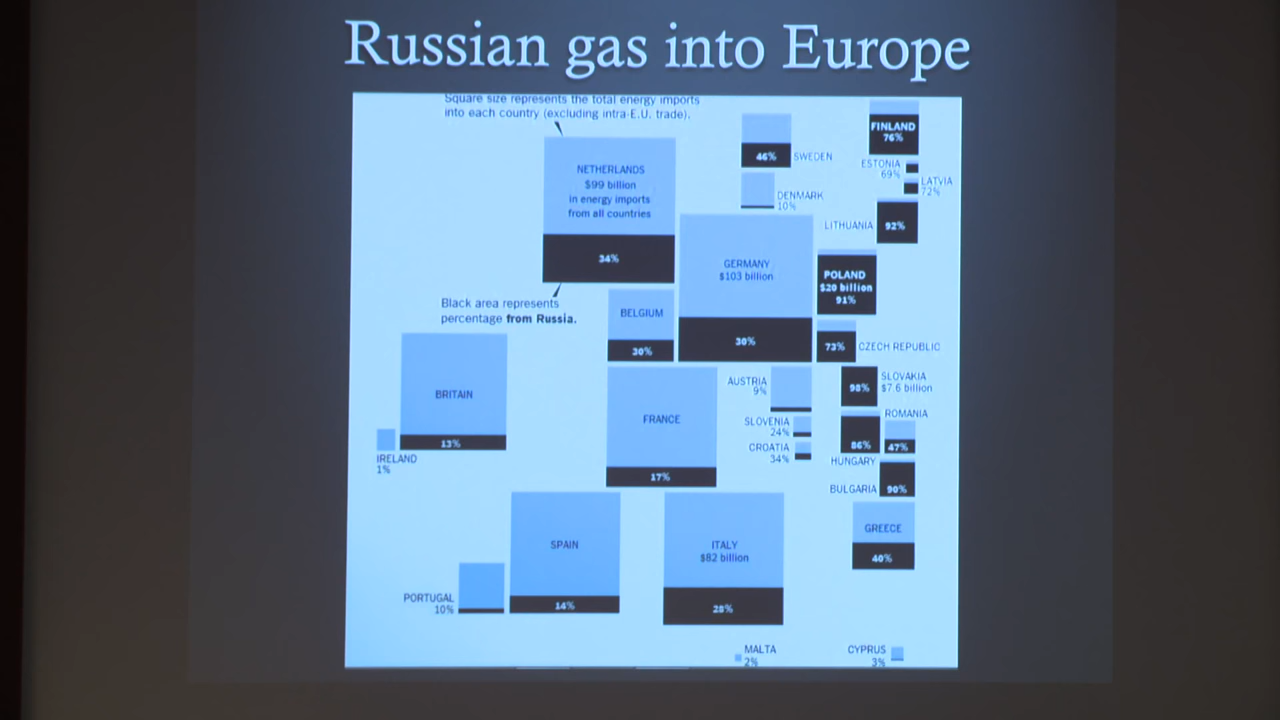 Russian gas into Europe
Square size represents the total energy imports
into each country (excluding intra-E.U. trade).
NETHERLANDS
$99 billion
in energy imports
from all countries
34%
Black area represents
percentage from Russia.
46%
SWEDEN
FINLAND
76%
ESTONIA
69%
LATVIA
72%
DENMARK
10%
LITHUANIA
92%
GERMANY
$103 billion
30%
POLAND
$20 billion
91%
BELGIUM
30%
73%
CZECH REPUBLIC
BRITAIN
13%
IRELAND
1%
FRANCE
17%
AUSTRIA
9%
98%
SLOVAKIA
$7.6 billion
SLOVENIA
24%
CROATIA
34%
86%
HUNGARY
ROMANIA
47%
BULGARIA
90%
GREECE
40%
SPAIN
14%
ITALY
$82 billion
28%
PORTUGAL
10%
MALTA
2%
CYPRUS
3%